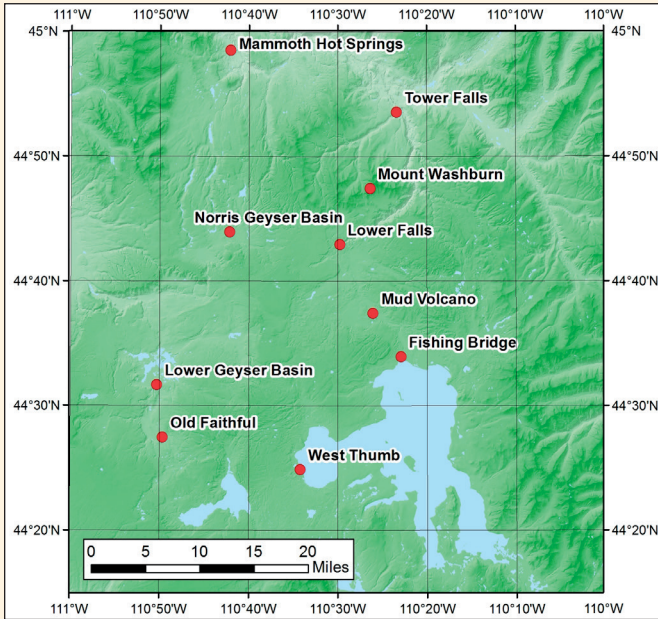 111°W 110°50'W 110°40'W 110°30'W 110°20'W 110°10'W 110°W
45°N 45°N
Mammoth Hot Springs
Tower Falls
44°50'N 44°50'N
Mount Washburn
Norris Geyser Basin
Lower Falls
44°40'N 44°40'N
Mud Volcano
Fishing Bridge
Lower Geyser Basin
44°30'N 44°30'N
Old Faithful
West Thumb
44°20'N 44°20'N
0 5 10 15 20
Miles
111°W 110°50'W 110°40'W 110°30'W 110°20'W 110°10'W 110°W